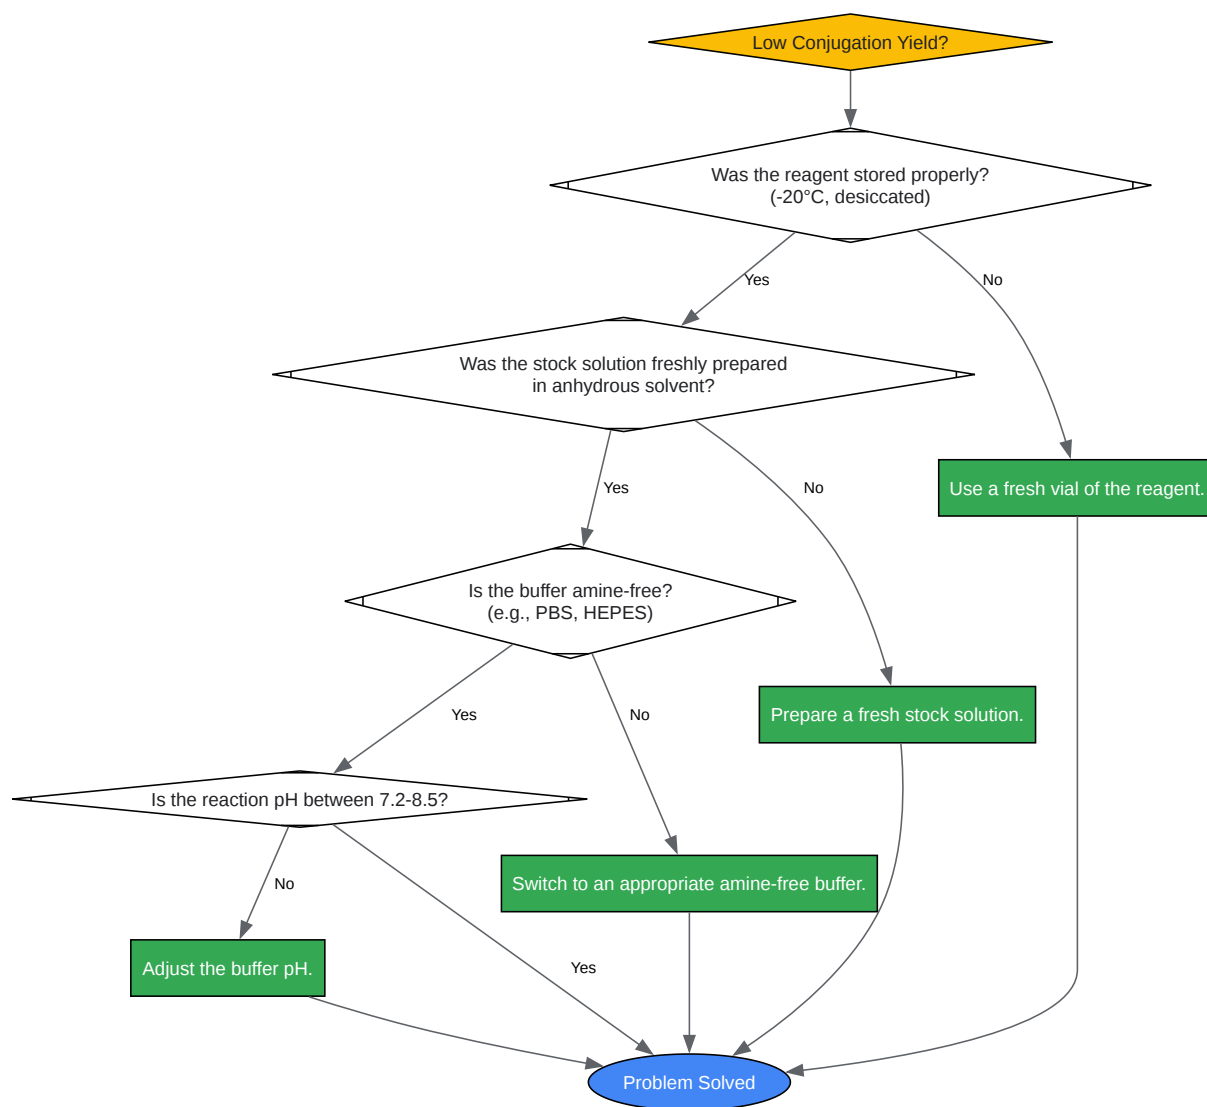 Low Conjugation Yield?
Was the reagent stored properly?
(-20°C, desiccated)
Yes
No
Was the stock solution freshly prepared
in anhydrous solvent?
Yes
No
Use a fresh vial of the reagent.
Is the buffer amine-free?
(e.g., PBS, HEPES)
Yes
No
Prepare a fresh stock solution.
Is the reaction pH between 7.2-8.5?
No
Switch to an appropriate amine-free buffer.
Adjust the buffer pH.
Yes
Problem Solved